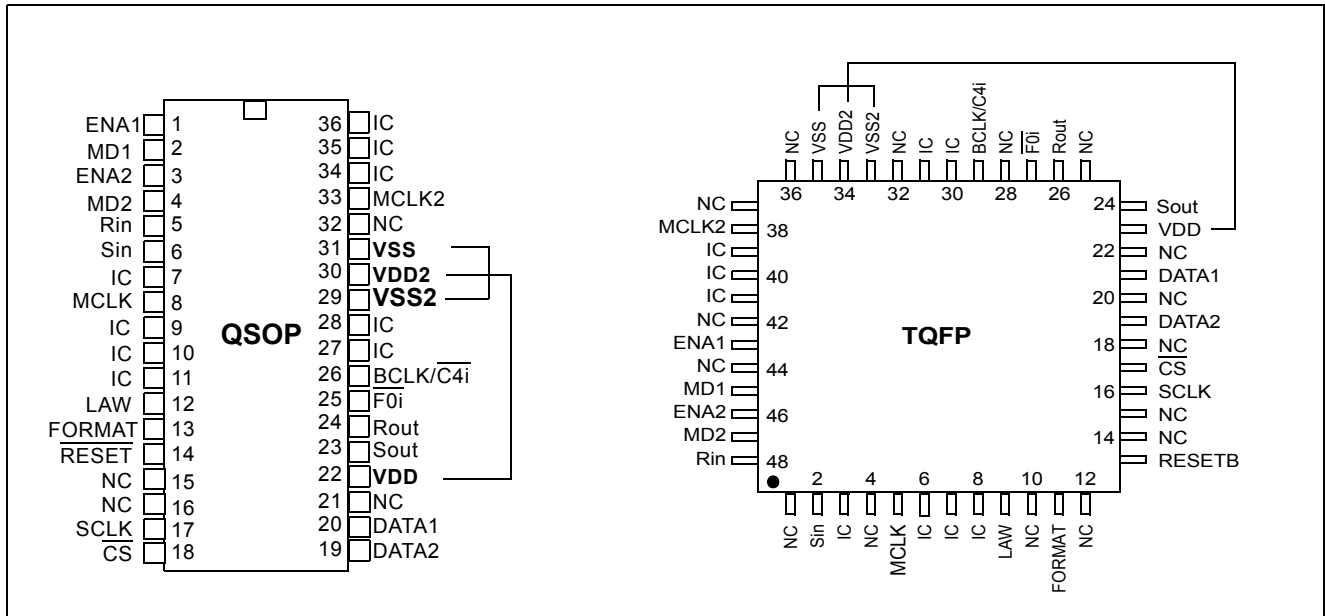 ENA1 1
MD1 2
ENA2 3
MD2 4
Rin 5
Sin 6
IC 7
MCLK 8
IC 9
IC 10
IC 11
LAW 12
FORMAT 13
RESET 14
NC 15
NC 16
SCLK 17
CS 18
QSOP
36 IC
35 IC
34 IC
33 MCLK2
32 NC
31 VSS
30 VDD2
29 VSS2
28 IC
27 IC
26 BCLK/C4i
25 F0i
24 Rout
23 Sout
22 VDD
21 NC
20 DATA1
19 DATA2
NC VSS VDD2 VSS2 NC IC IC BCLK/C4i NC F0i Rout NC
36 34 32 30 28 26
NC
MCLK2 38
IC
IC 40
IC
NC 42
ENA1
NC 44
MD1
ENA2 46
MD2
Rin 48
TQFP
24 Sout
VDD
22 NC
DATA1
20 NC
DATA2
18 NC
CS
16 SCLK
NC
14 NC
RESETB
2 4 6 8 10 12
NC Sin IC NC MCLK IC IC IC LAW NC FORMAT NC